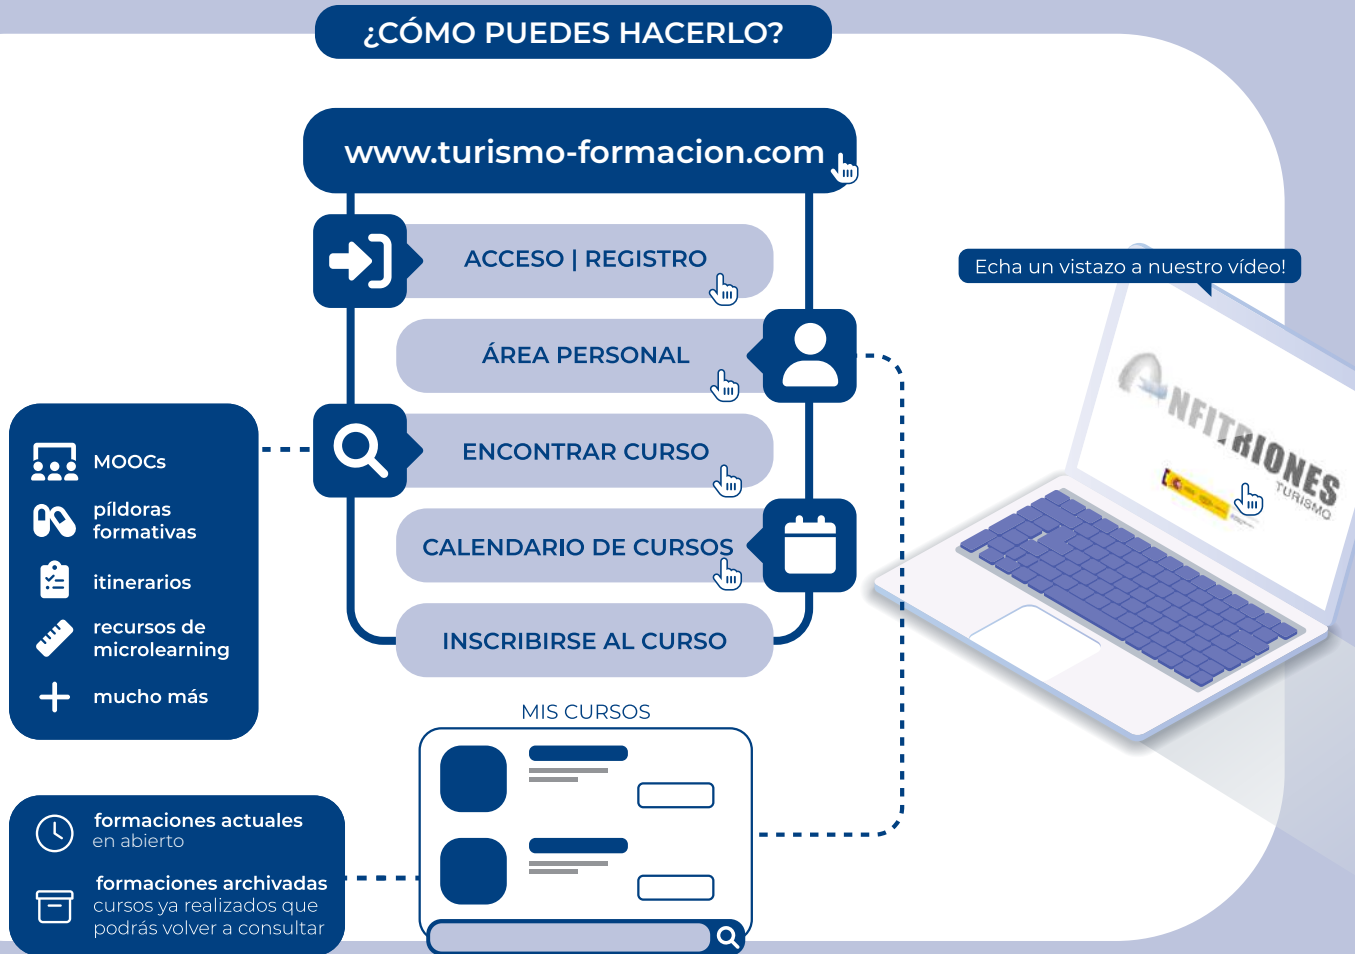 ¿CÓMO PUEDES HACERLO?
www.turismo-formacion.com
ACCESO | REGISTRO
ÁREA PERSONAL
ENCONTRAR CURSO
CALENDARIO DE CURSOS
INSCRIBIRSE AL CURSO
MOOCs
píldoras
formativas
itinerarios
recursos de
microlearning
mucho más
Echa un vistazo a nuestro vídeo!
ANFITRIONES
TURISMO
MIS CURSOS
formaciones actuales
en abierto
formaciones archivadas
cursos ya realizados que
podrás volver a consultar